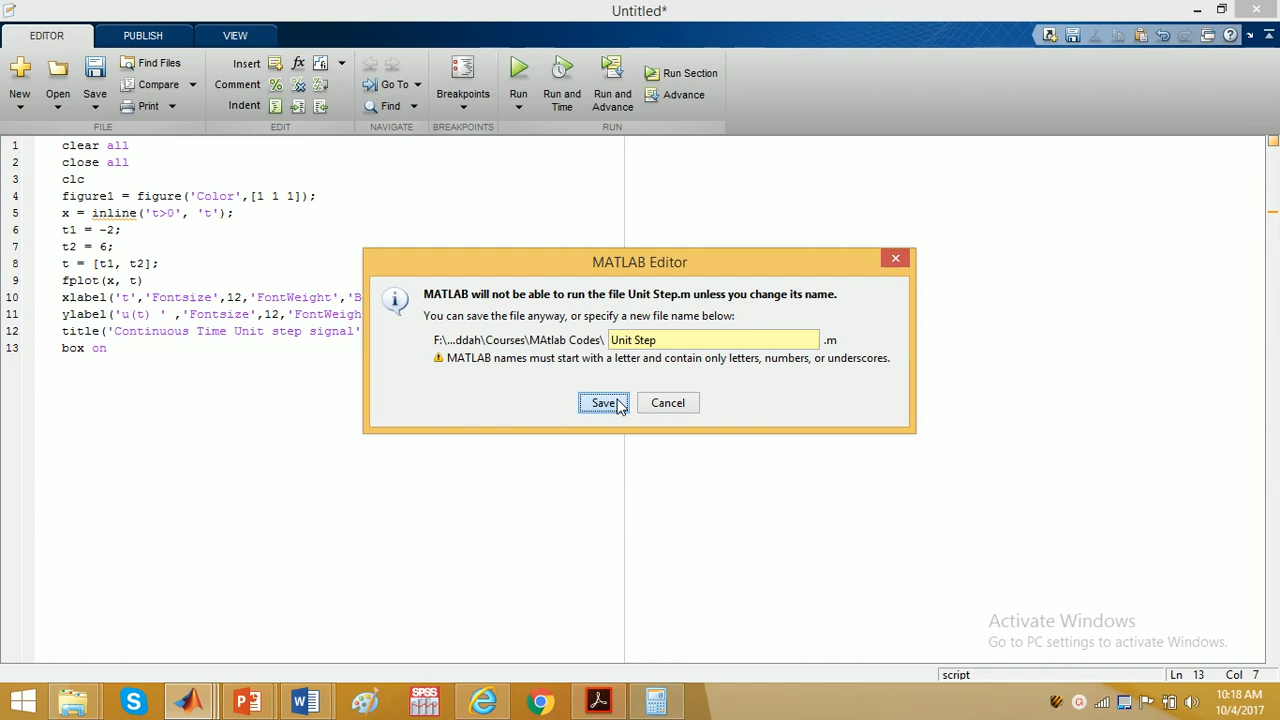 Untitled*
EDITOR
PUBLISH
VIEW
New
Open
Save
Find Files
Compare
Print
FILE
Insert
Comment
Indent
EDIT
Go To
Find
NAVIGATE
Breakpoints
BREAKPOINTS
Run
Run and Time
Run and Advance
Run Section
Advance
RUN
1 clear all
2 close all
3 clc
4 figure1 = figure('Color',[1 1 1]);
5 x = inline('t>0', 't');
6 t1 = -2;
7 t2 = 6;
8 t = [t1, t2];
9 fplot(x, t)
10 xlabel('t','Fontsize',12,'FontWeight','B
11 ylabel('u(t) ' ,'Fontsize',12,'FontWeigh
12 title('Continuous Time Unit step signal'
13 box on
MATLAB Editor
MATLAB will not be able to run the file Unit Step.m unless you change its name.
You can save the file anyway, or specify a new file name below:
F:\...ddah\Courses\MAtlab Codes\ Unit Step .m
MATLAB names must start with a letter and contain only letters, numbers, or underscores.
Save
Cancel
Activate Windows
Go to PC settings to activate Windows.
script
Ln 13 Col 7
SPSS
10:18 AM
10/4/2017